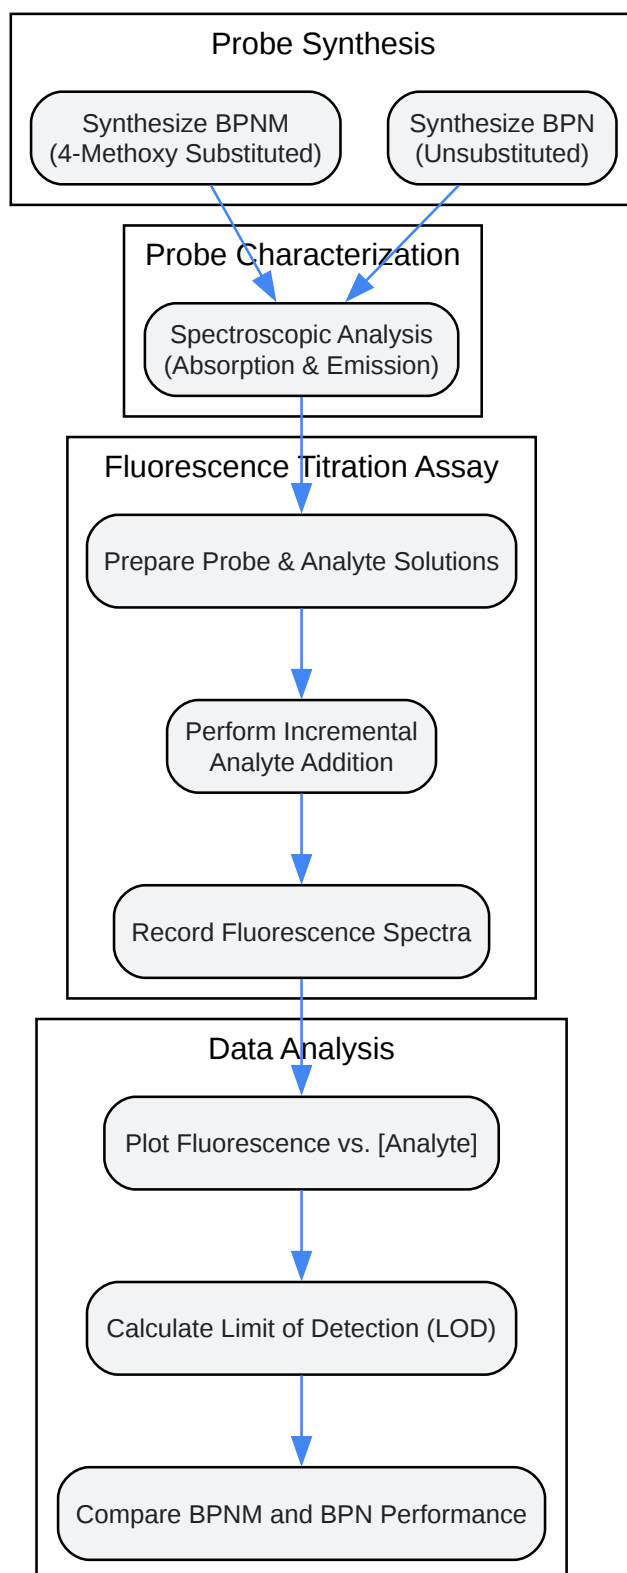 Probe Synthesis
Synthesize BPNM
(4-Methoxy Substituted)
Synthesize BPN
(Unsubstituted)
Probe Characterization
Spectroscopic Analysis
(Absorption & Emission)
Fluorescence Titration Assay
Prepare Probe & Analyte Solutions
Perform Incremental
Analyte Addition
Record Fluorescence Spectra
Data Analysis
Plot Fluorescence vs. [Analyte]
Calculate Limit of Detection (LOD)
Compare BPNM and BPN Performance